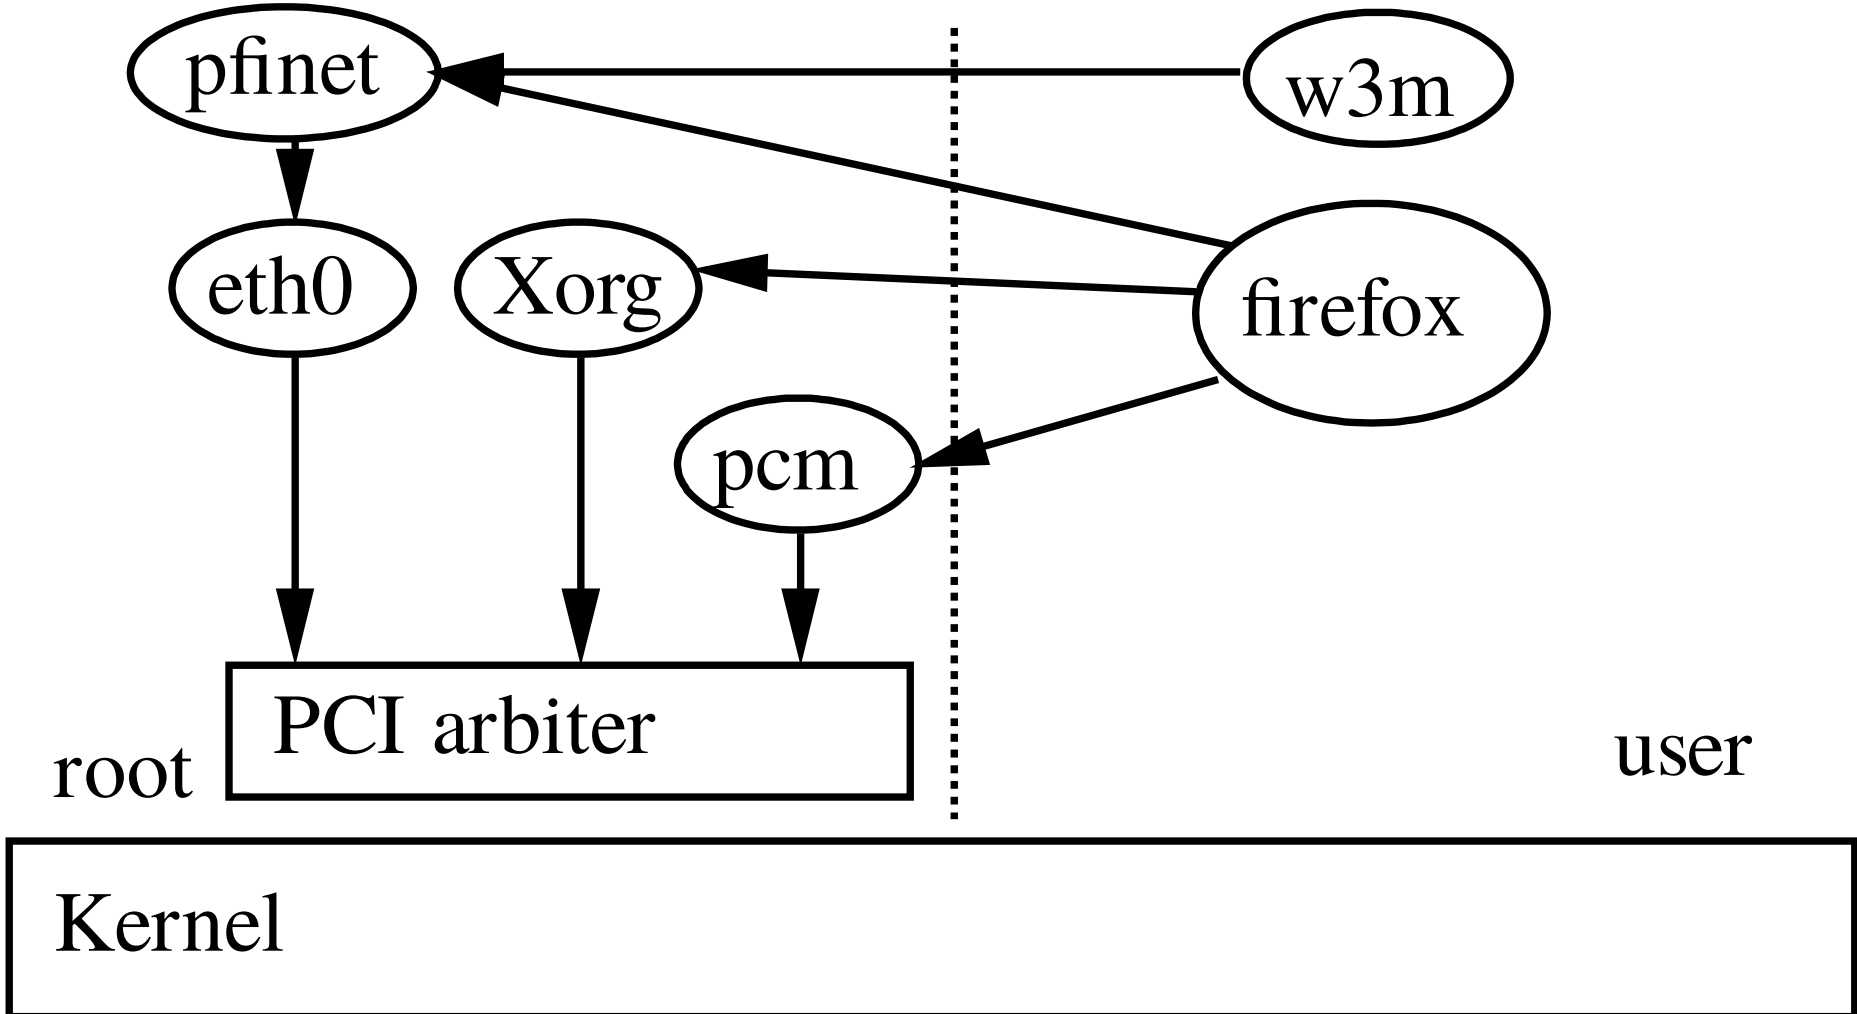 pfinet
w3m
eth0
Xorg
firefox
pcm
PCI arbiter
root
user
Kernel